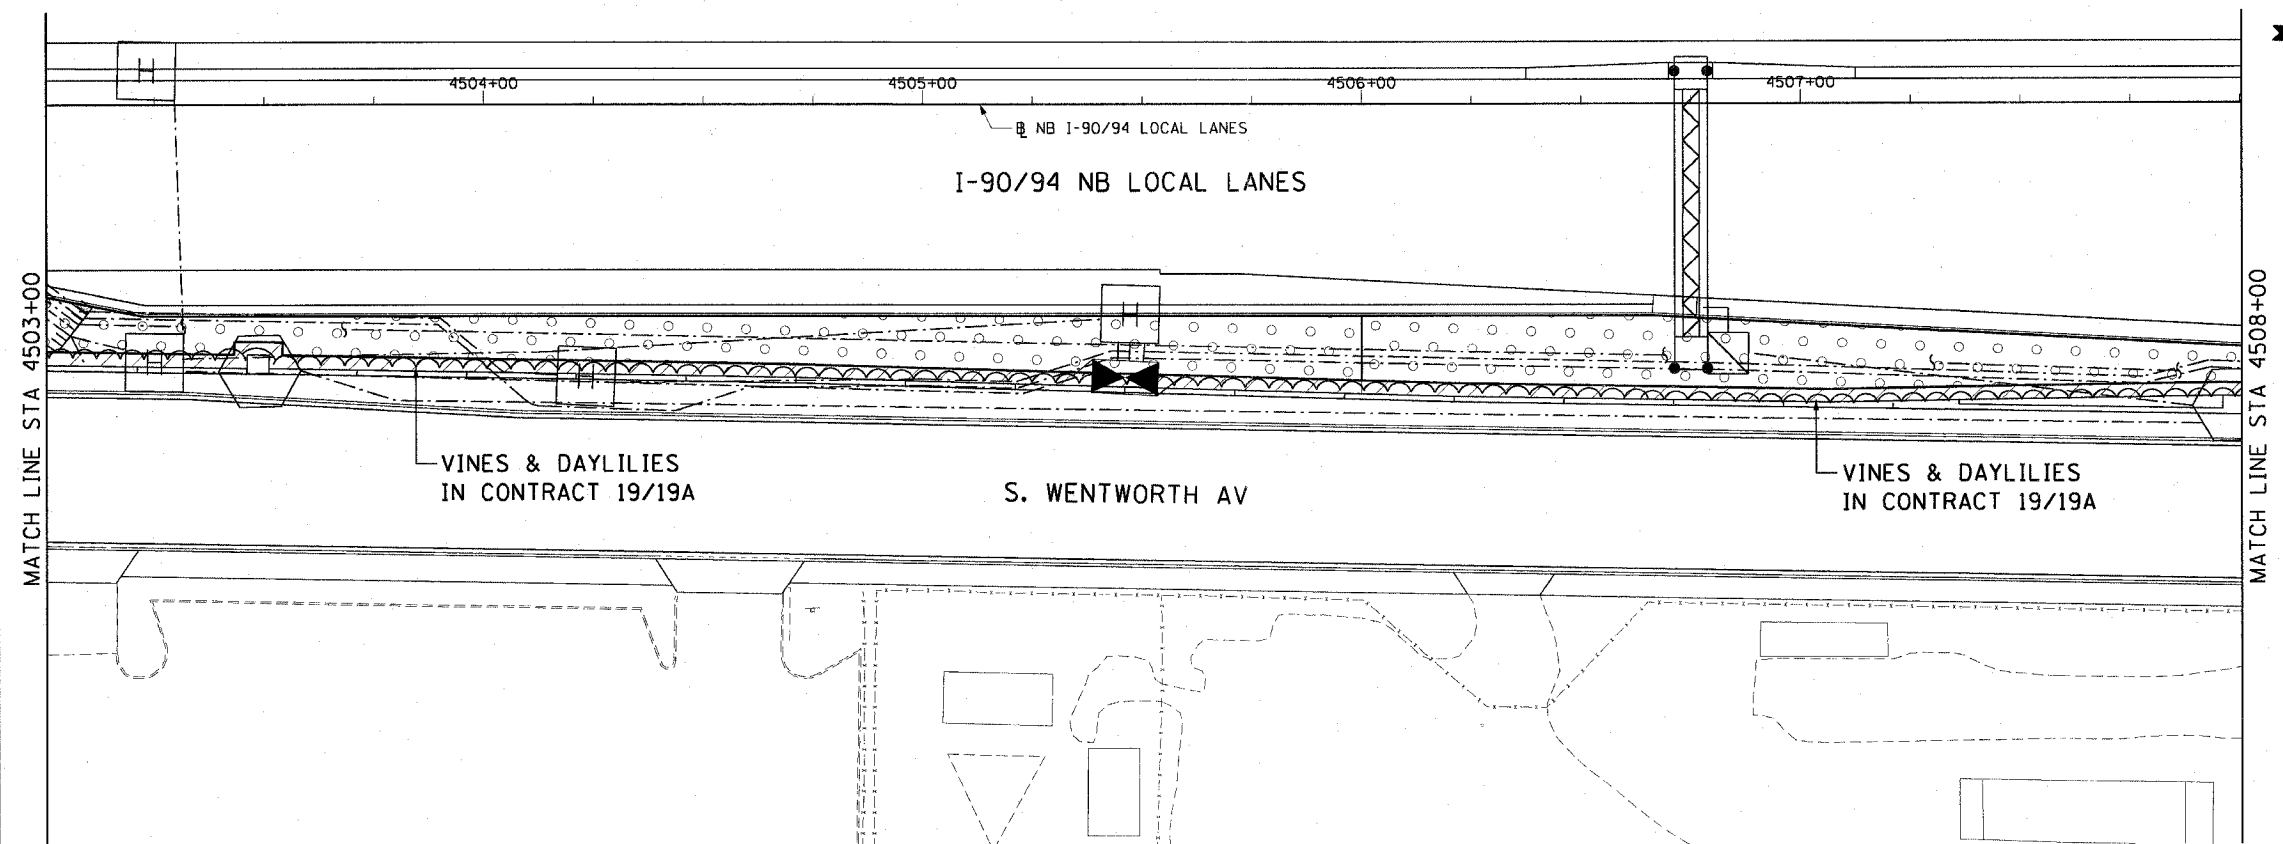 H
4504+00
4505+00
4506+00
4507+00
NB I-90/94 LOCAL LANES
I-90/94 NB LOCAL LANES
MATCH LINE STA 4503+00
MATCH LINE STA 4508+00
H
H
H
H
VINES & DAYLILIES
IN CONTRACT 19/19A
S. WENTWORTH AV
VINES & DAYLILIES
IN CONTRACT 19/19A